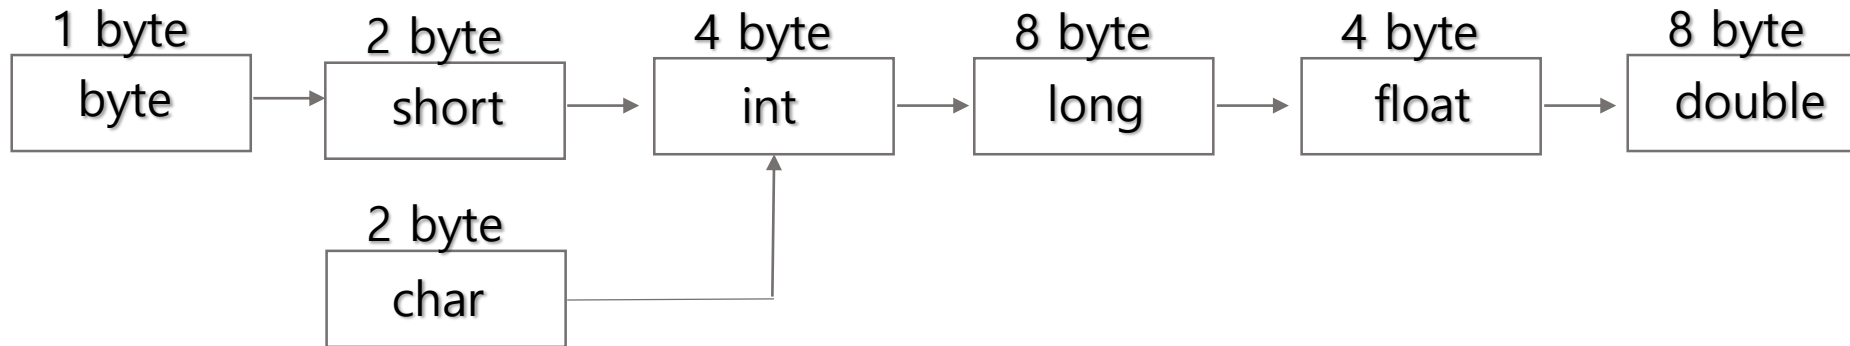 1 byte
2 byte
4 byte
8 byte
4 byte
8 byte
byte
short
int
long
float
double
2 byte
char